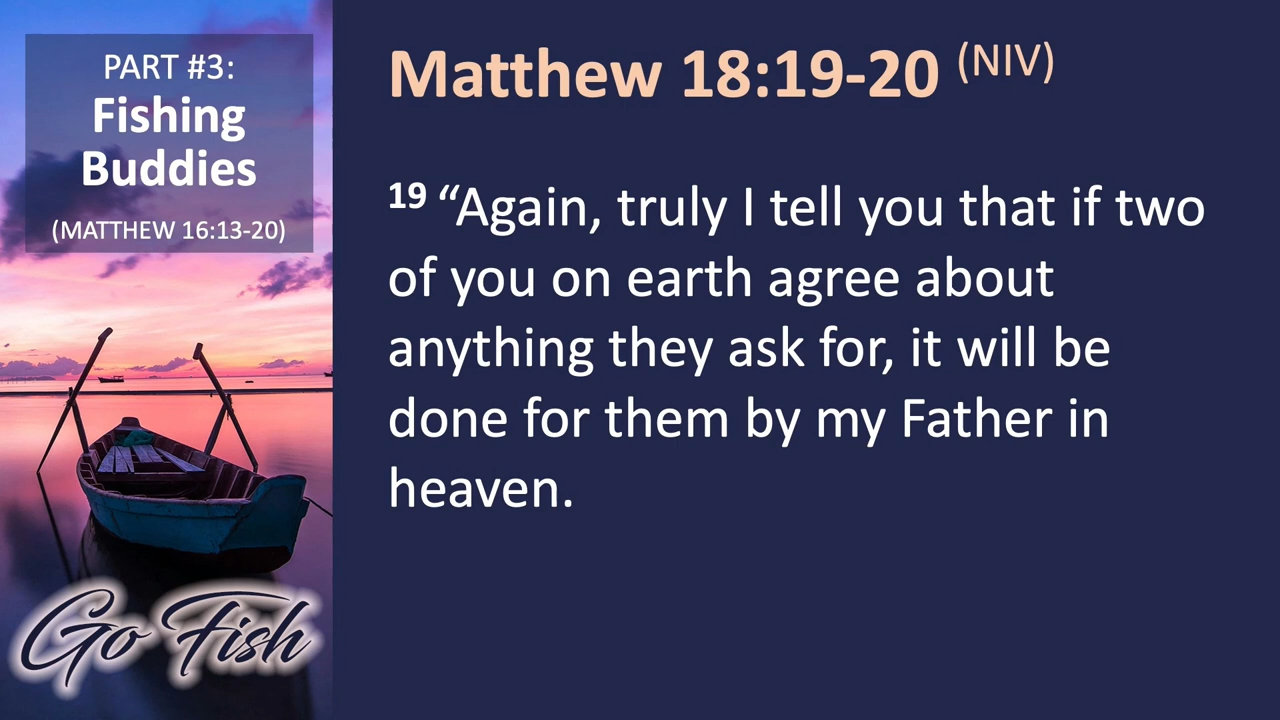 PART #3:
Fishing
Buddies
(MATTHEW 16:13-20)
Go Fish
Matthew 18:19-20 (NIV)
19 “Again, truly I tell you that if two
of you on earth agree about
anything they ask for, it will be
done for them by my Father in
heaven.